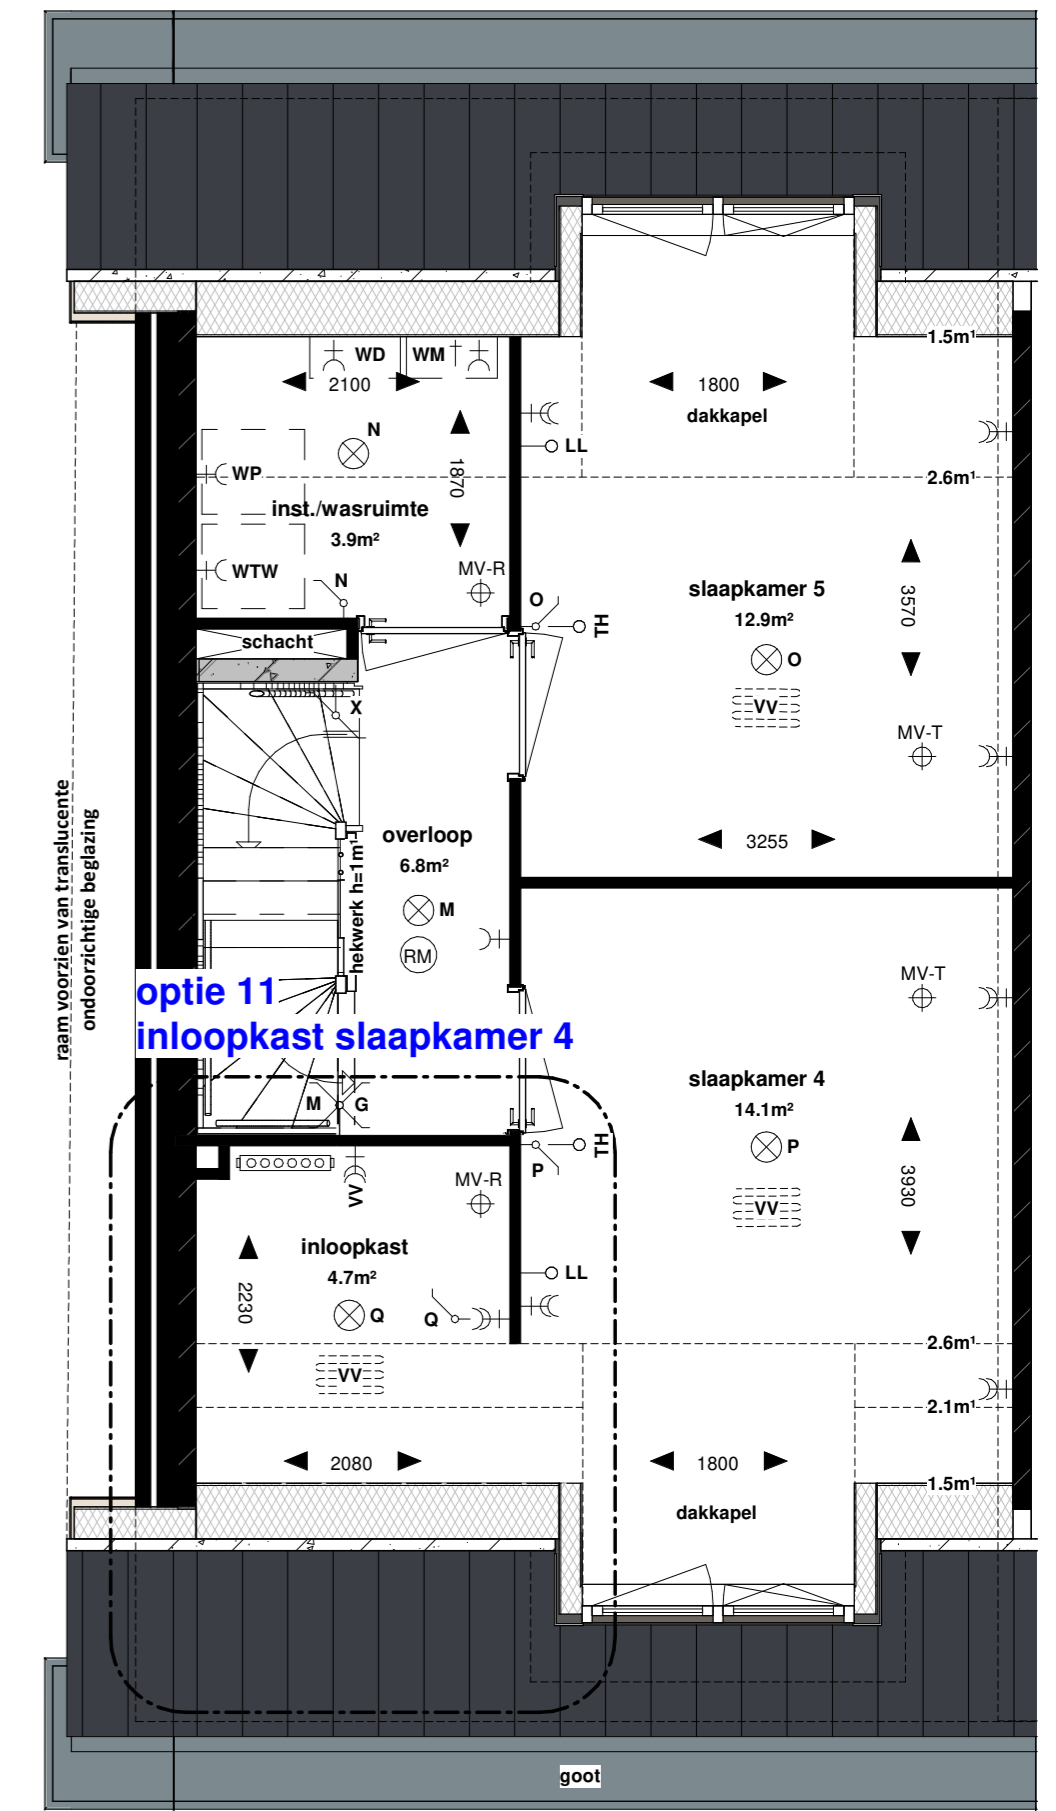 1.5m¹
WD
WM
2100
1800
dakkapel
N
LL
1870
WP
2.6m¹
inst./wasruimte
3.9m²
WTW
N
MV-R
O
TH
slaapkamer 5
12.9m²
O
3570
schacht
VV
X
MV-T
overloop
6.8m²
3255
hekwerk h=1m¹
M
RM
raam voorzien van translucente
ondoorzichtige beglazing
MV-T
optie 11
inloopkast slaapkamer 4
slaapkamer 4
14.1m²
M
G
P
TH
P
VV
MV-R
3930
VV
inloopkast
4.7m²
2230
LL
Q
Q
2.6m¹
VV
2.1m¹
2080
1800
1.5m¹
dakkapel
goot